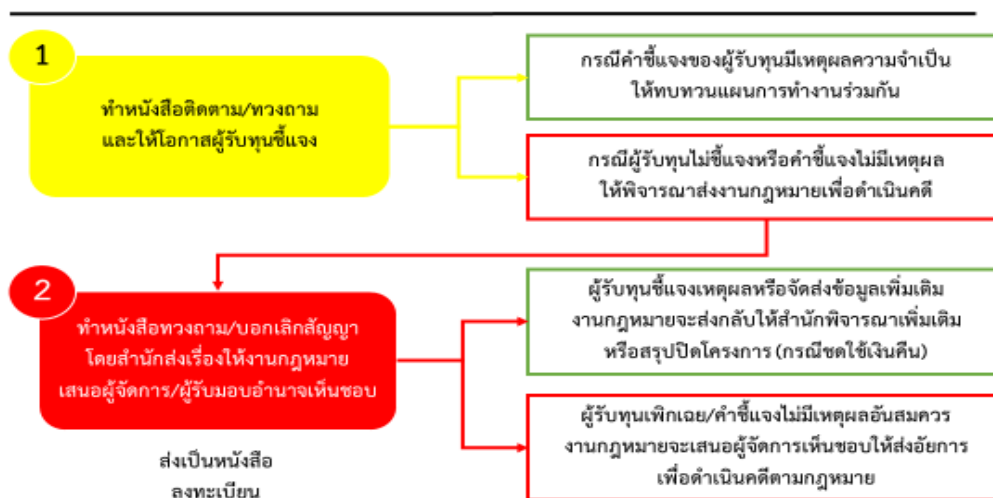 1
ทำหนังสือติดตาม/ทวงถาม
และให้โอกาสผู้รับทุนชี้แจง
กรณีคำชี้แจงของผู้รับทุนมีเหตุผลความจำเป็น
ให้ทบทวนแผนการทำงานร่วมกัน
กรณีผู้รับทุนไม่ชี้แจงหรือคำชี้แจงไม่มีเหตุผล
ให้พิจารณาส่งงานกฎหมายเพื่อดำเนินคดี
2
ทำหนังสือทวงถาม/บอกเลิกสัญญา
โดยสำนักส่งเรื่องให้งานกฎหมาย
เสนอผู้จัดการ/ผู้รับมอบอำนาจเห็นชอบ
ผู้รับทุนชี้แจงเหตุผลหรือจัดส่งข้อมูลเพิ่มเติม
งานกฎหมายจะส่งกลับให้สำนักพิจารณาเพิ่มเติม
หรือสรุปปิดโครงการ (กรณีชดใช้เงินคืน)
ผู้รับทุนเพิกเฉย/คำชี้แจงไม่มีเหตุผลอันสมควร
งานกฎหมายจะเสนอผู้จัดการเห็นชอบให้ส่งอัยการ
เพื่อดำเนินคดีตามกฎหมาย
ส่งเป็นหนังสือ
ลงทะเบียน